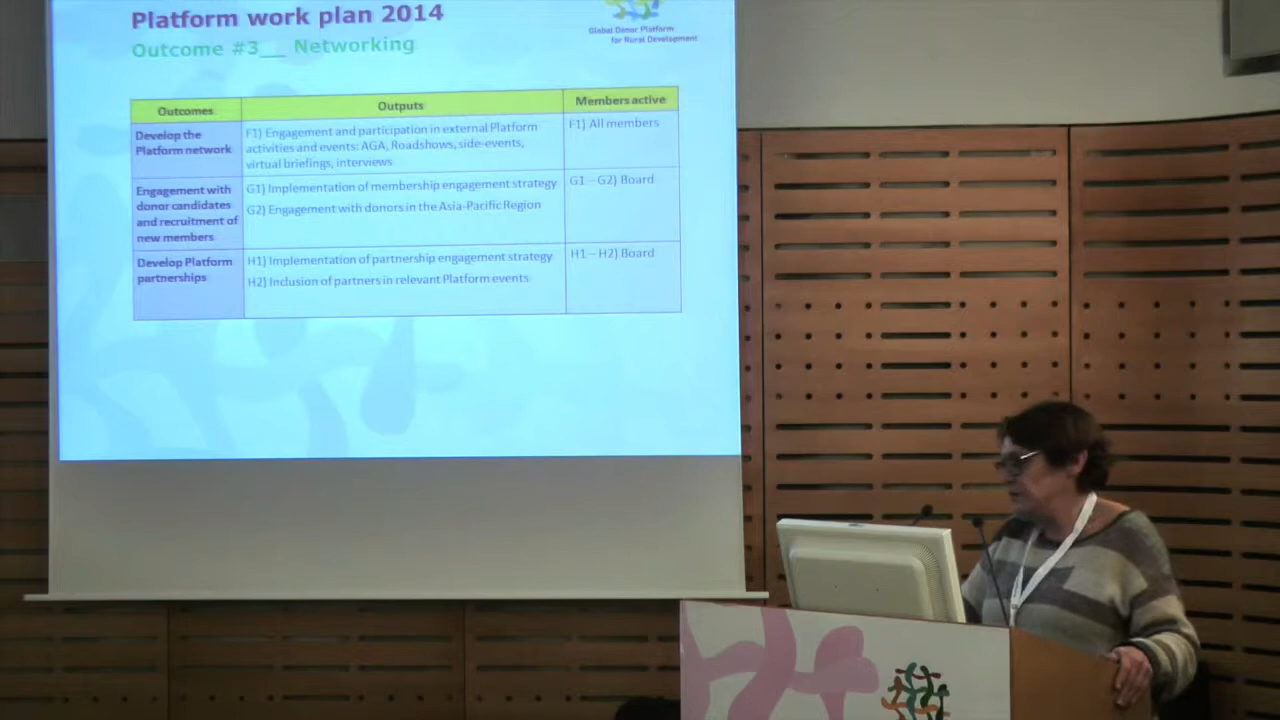 Platform work plan 2014
Outcome #3__ Networking
Global Donor Platform
for Rural Development
Outcomes
Outputs
Members active
Develop the
Platform network
F1) Engagement and participation in external Platform
activities and events: AGA, Roadshows, side-events,
virtual briefings, interviews
F1) All members
Engagement with
donor candidates
and recruitment of
new members
G1) Implementation of membership engagement strategy
G2) Engagement with donors in the Asia-Pacific Region
G1 – G2) Board
Develop Platform
partnerships
H1) Implementation of partnership engagement strategy
H2) Inclusion of partners in relevant Platform events
H1 – H2) Board